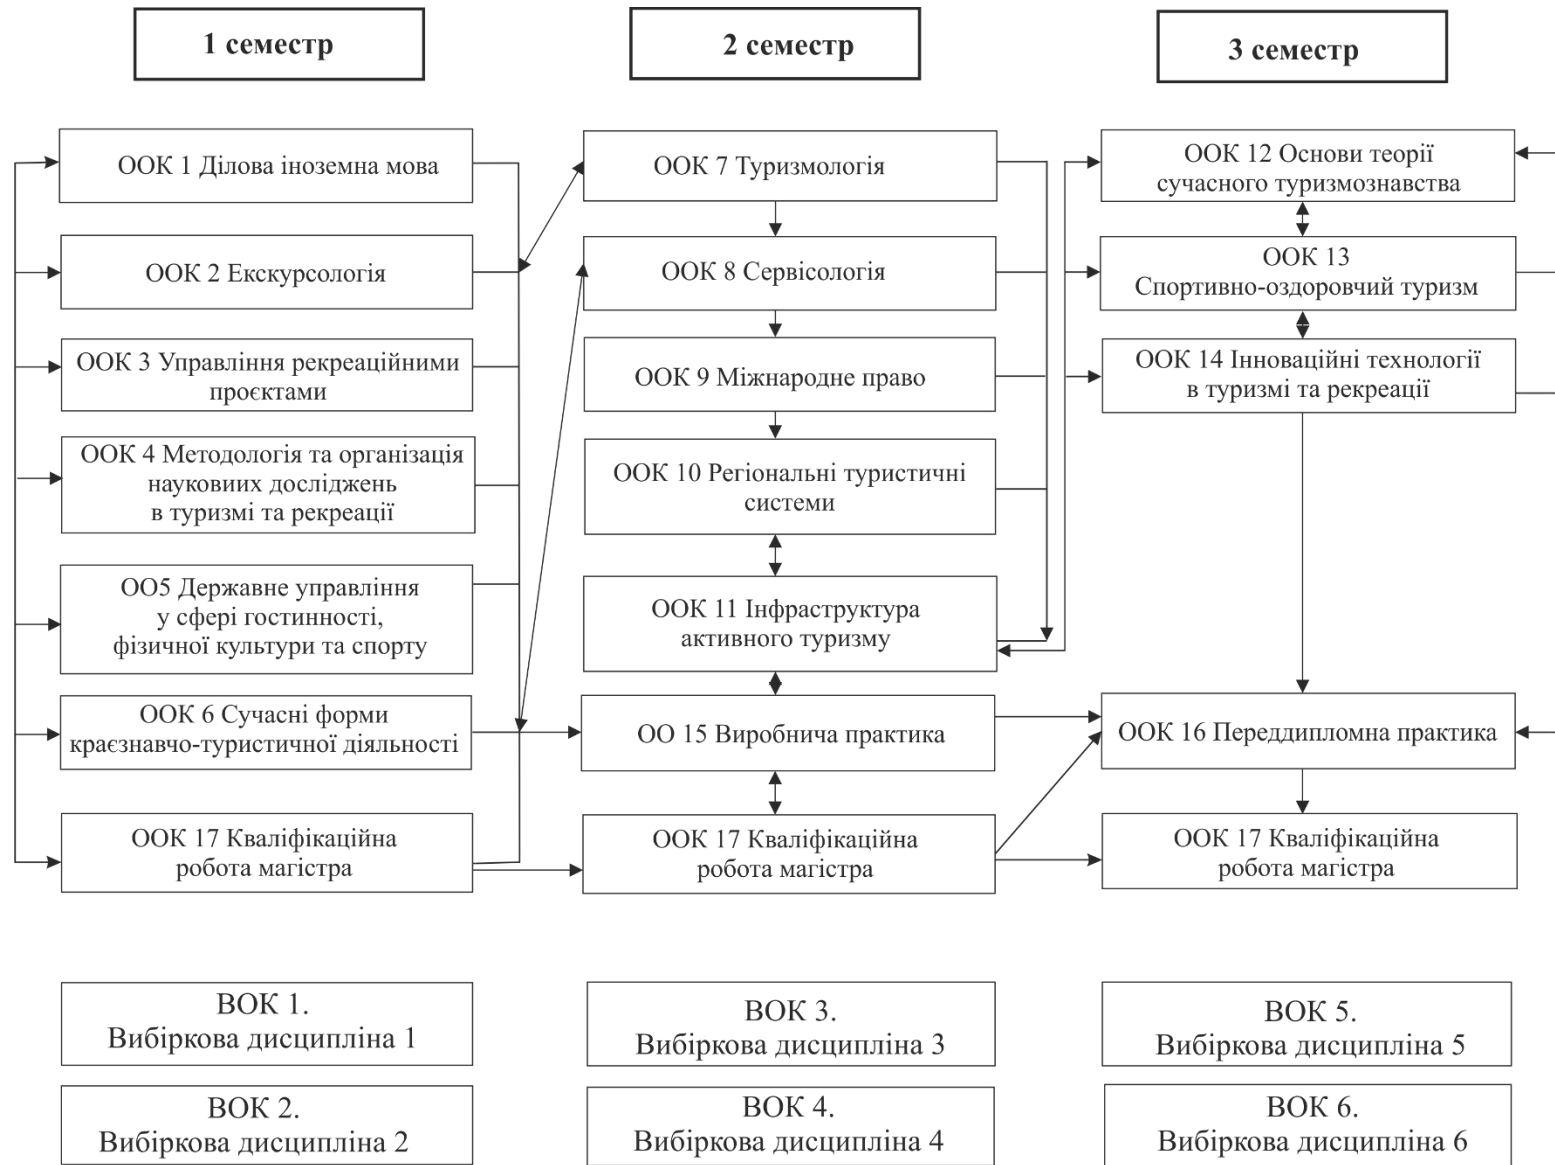 1 семестр
ООК 1 Ділова іноземна мова
ООК 2 Екскурсологія
ООК 3 Управління рекреаційними
проєктами
ООК 4 Методологія та організація
науковиих досліджень
в туризмі та рекреації
ОО5 Державне управління
у сфері гостинності,
фізичної культури та спорту
ООК 6 Сучасні форми
краєзнавчо-туристичної діяльності
ООК 17 Кваліфікаційна
робота магістра
ВОК 1.
Вибіркова дисципліна 1
ВОК 2.
Вибіркова дисципліна 2
2 семестр
ООК 7 Туризмологія
ООК 8 Сервісологія
ООК 9 Міжнародне право
ООК 10 Регіональні туристичні
системи
ООК 11 Інфраструктура
активного туризму
ОО 15 Виробнича практика
ООК 17 Кваліфікаційна
робота магістра
ВОК 3.
Вибіркова дисципліна 3
ВОК 4.
Вибіркова дисципліна 4
3 семестр
ООК 12 Основи теорії
сучасного туризмознавства
ООК 13
Спортивно-оздоровчий туризм
ООК 14 Інноваційні технології
в туризмі та рекреації
ООК 16 Переддипломна практика
ООК 17 Кваліфікаційна
робота магістра
ВОК 5.
Вибіркова дисципліна 5
ВОК 6.
Вибіркова дисципліна 6